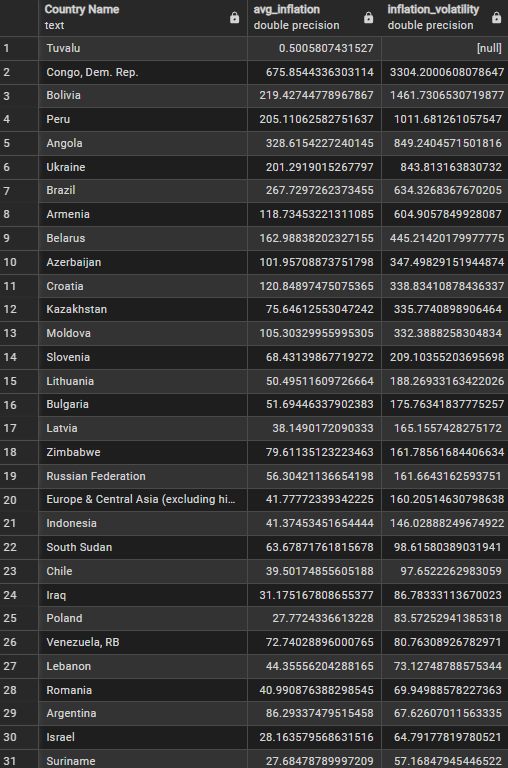 Country Name avg_inflation inflation_volatility
text double precision double precision
1 Tuvalu 0.5005807431527 [null]
2 Congo, Dem. Rep. 675.8544336303114 3304.2000608078647
3 Bolivia 219.42744778967867 1461.7306530719877
4 Peru 205.11062582751637 1011.681261057547
5 Angola 328.6154227240145 849.2404571501816
6 Ukraine 201.2919015267797 843.813163830732
7 Brazil 267.7297262373455 634.3268367670205
8 Armenia 118.73453221311085 604.9057849928087
9 Belarus 162.98838202327155 445.21420179977775
10 Azerbaijan 101.95708873751798 347.49829151944874
11 Croatia 120.84897475075365 338.83410878436337
12 Kazakhstan 75.64612553047242 335.7740898906464
13 Moldova 105.30329955995305 332.3888258304834
14 Slovenia 68.43139867719272 209.10355203695698
15 Lithuania 50.49511609726664 188.26933163422026
16 Bulgaria 51.69446337902383 175.76341837775257
17 Latvia 38.1490172090333 165.1557428275172
18 Zimbabwe 79.61135123223463 161.78561684406634
19 Russian Federation 56.30421136654198 161.6643162593751
20 Europe & Central Asia (excluding hi... 41.77772339342225 160.20514630798638
21 Indonesia 41.37453451654444 146.02888249674922
22 South Sudan 63.67871761815678 98.61580389031941
23 Chile 39.50174855605188 97.6522262983059
24 Iraq 31.175167808655377 86.78333113670023
25 Poland 27.7724336613228 83.57252941385318
26 Venezuela, RB 72.74028896000765 80.76308926782971
27 Lebanon 44.35556204288165 73.12748788575344
28 Romania 40.990876388298545 69.94988578227363
29 Argentina 86.29337479515458 67.62607011563335
30 Israel 28.163579568631516 64.79177819780521
31 Suriname 27.68478789997209 57.16847945446522